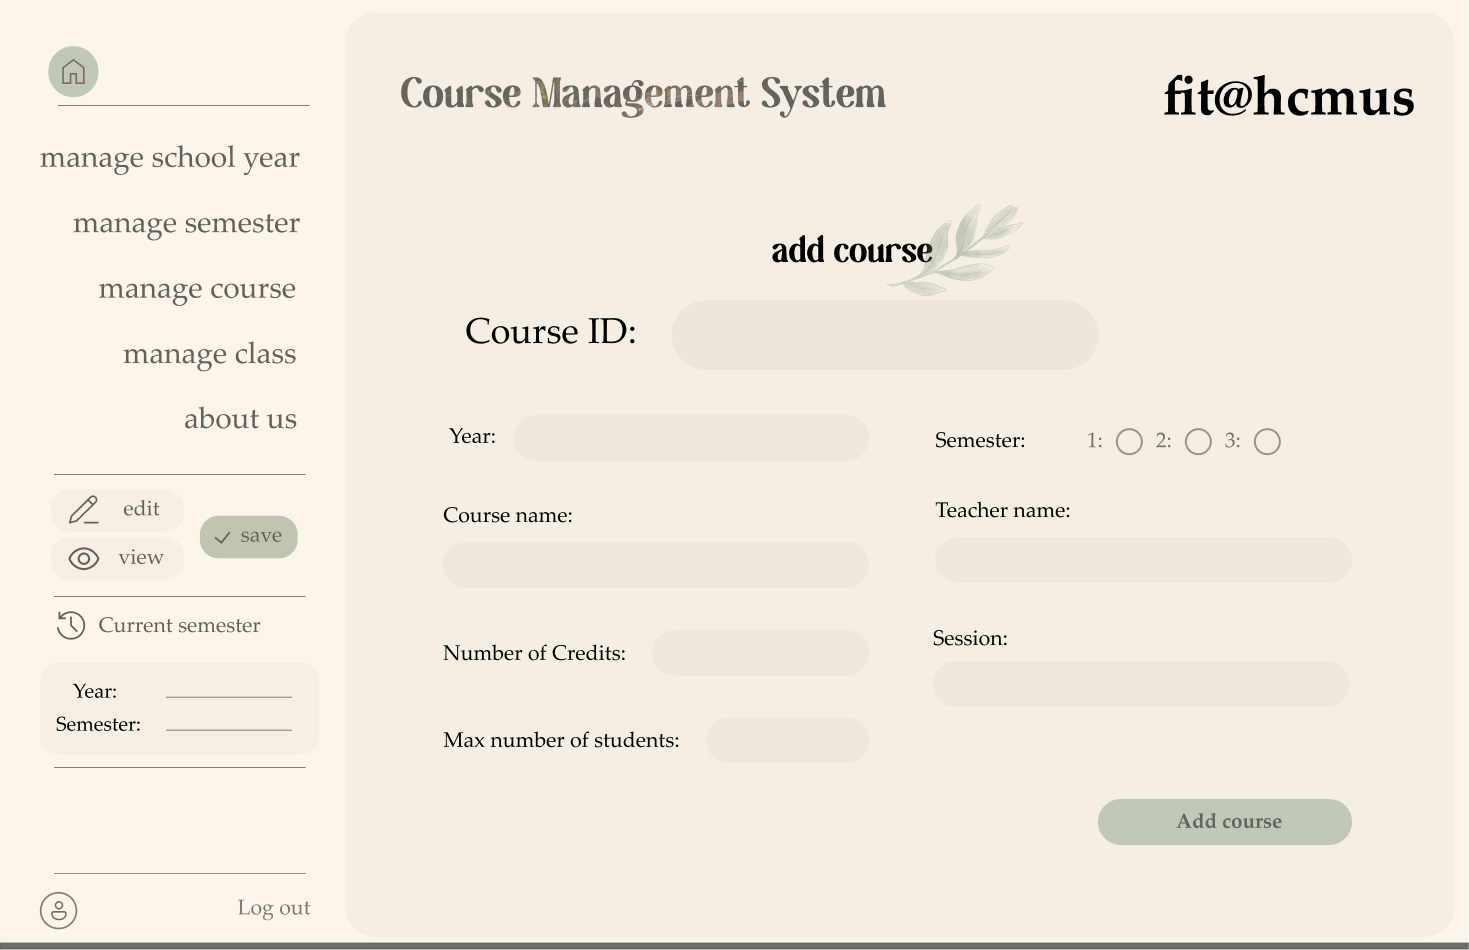 manage school year
manage semester
manage course
manage class
about us
edit
view
save
Current semester
Year:
Semester:
Log out
Course Management System
fit@hcmus
add course
Course ID:
Year:
Semester: 1: 2: 3:
Course name:
Teacher name:
Number of Credits:
Session:
Max number of students:
Add course